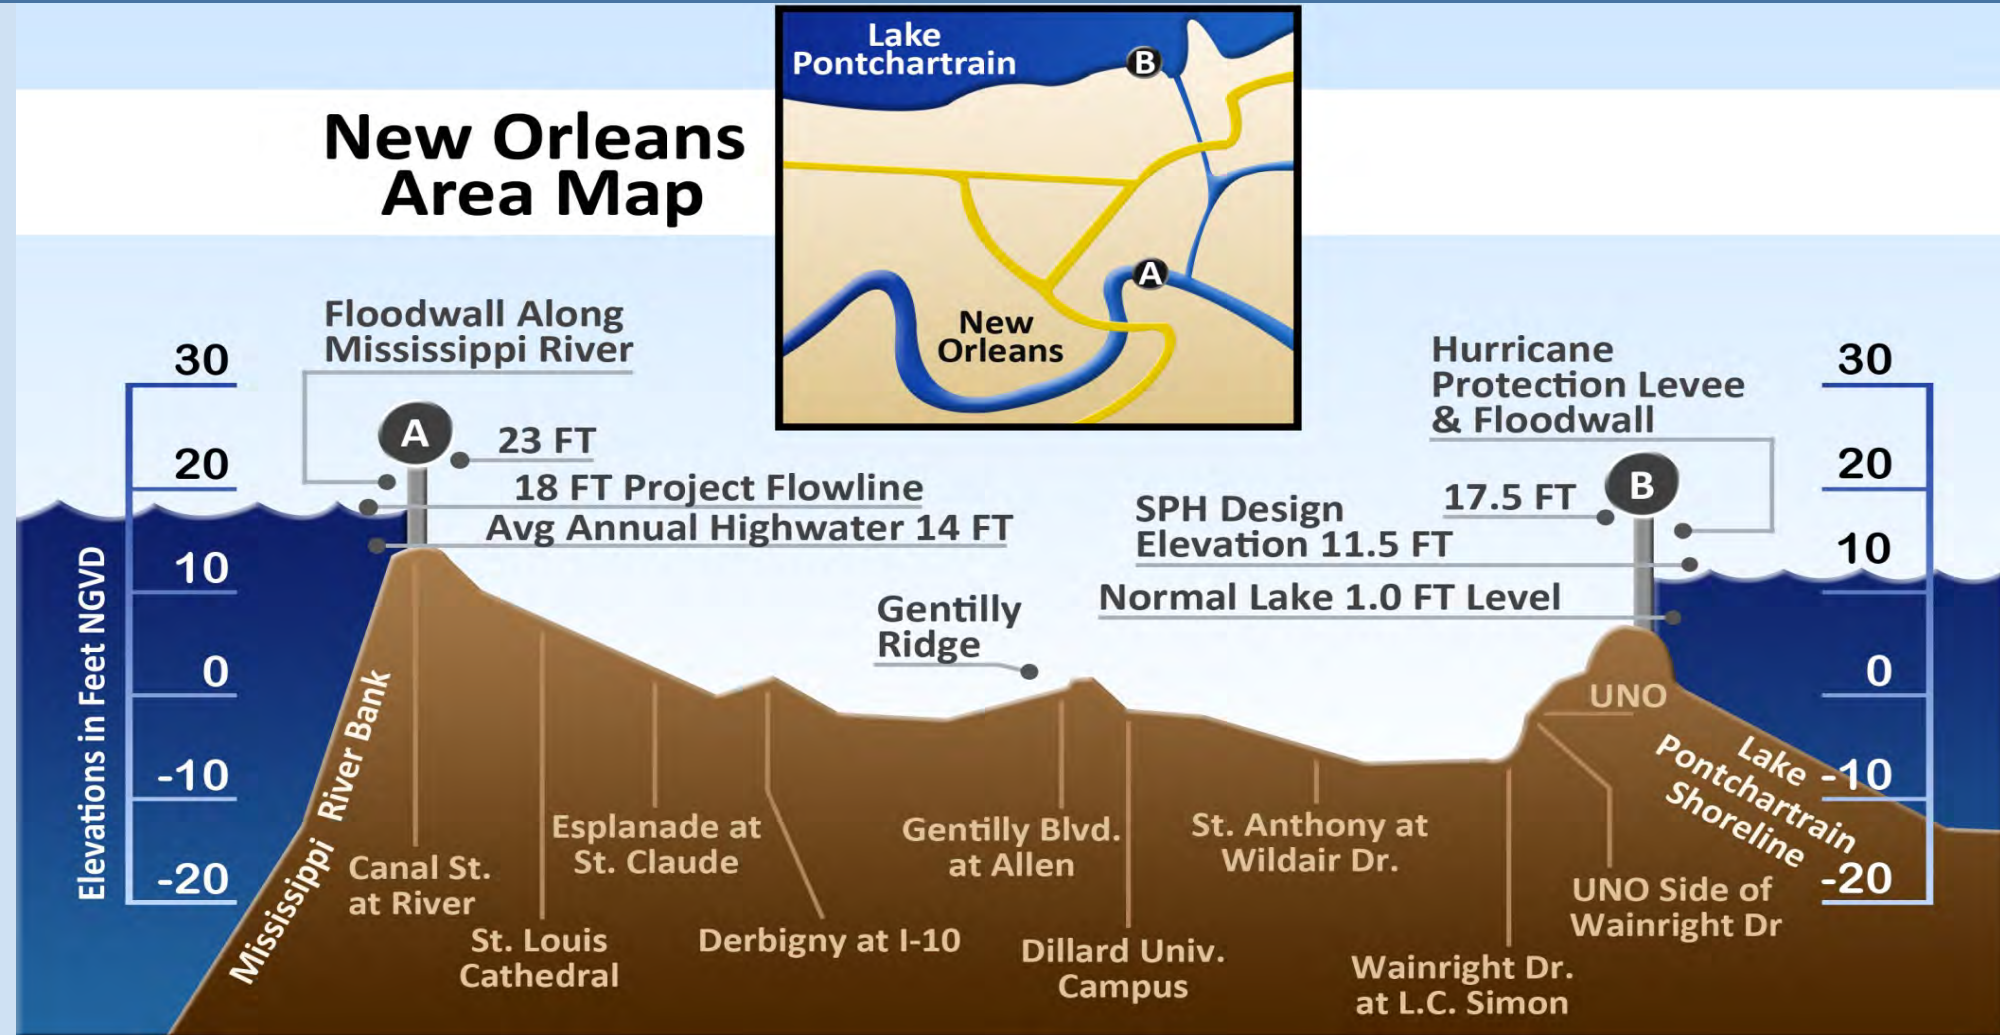 Lake
Pontchartrain
B
A
New
Orleans
New Orleans
Area Map
Floodwall Along
Mississippi River
A
23 FT
18 FT Project Flowline
Avg Annual Highwater 14 FT
Gentilly
Ridge
Hurricane
Protection Levee
& Floodwall
B
17.5 FT
SPH Design
Elevation 11.5 FT
Normal Lake 1.0 FT Level
Elevations in Feet NGVD
30
20
10
0
-10
-20
30
20
10
0
-10
-20
Mississippi River Bank
Canal St.
at River
St. Louis
Cathedral
Esplanade at
St. Claude
Derbigny at I-10
Gentilly Blvd.
at Allen
Dillard Univ.
Campus
St. Anthony at
Wildair Dr.
Wainright Dr.
at L.C. Simon
UNO
UNO Side of
Wainright Dr
Lake
Pontchartrain
Shoreline